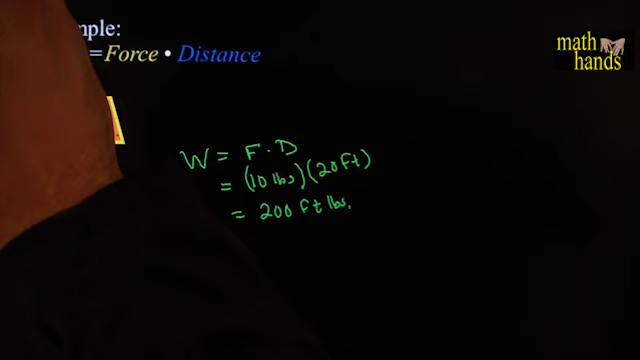 mple:
= Force • Distance
math
hands
W = F · D
= (10 lbs)(20 ft)
= 200 ft lbs.